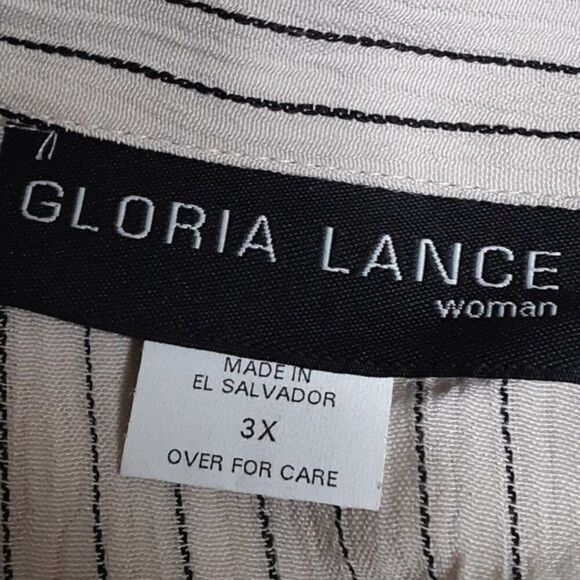 GLORIA LANCE
woman
MADE IN
EL SALVADOR
3X
OVER FOR CARE